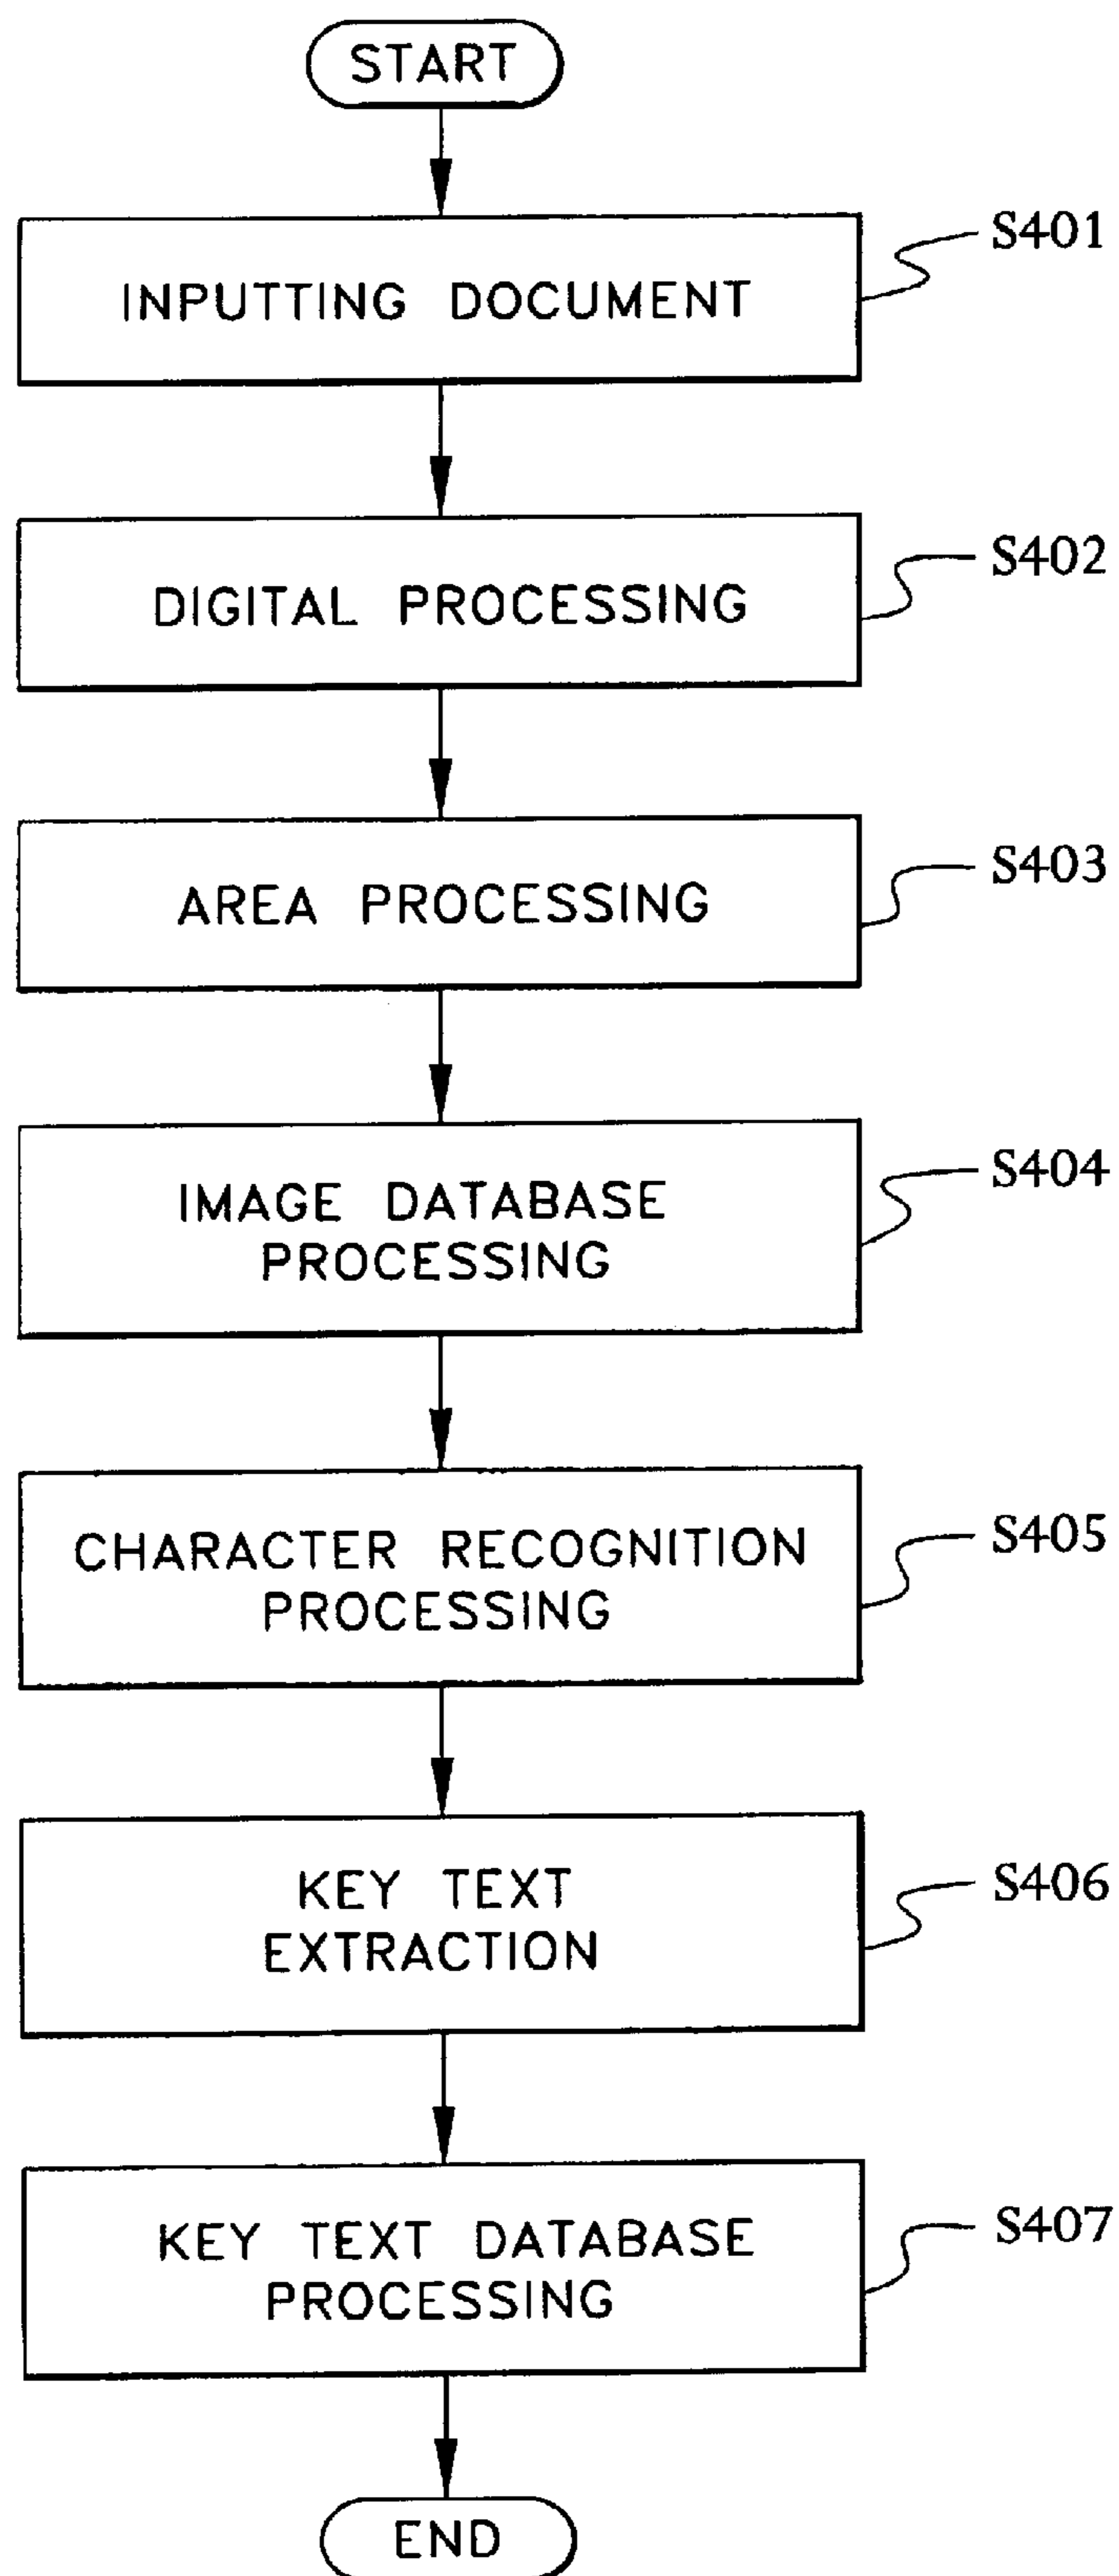 START
S401
INPUTTING DOCUMENT
S402
DIGITAL PROCESSING
S403
AREA PROCESSING
S404
IMAGE DATABASE
PROCESSING
S405
CHARACTER RECOGNITION
PROCESSING
S406
KEY TEXT
EXTRACTION
S407
KEY TEXT DATABASE
PROCESSING
END